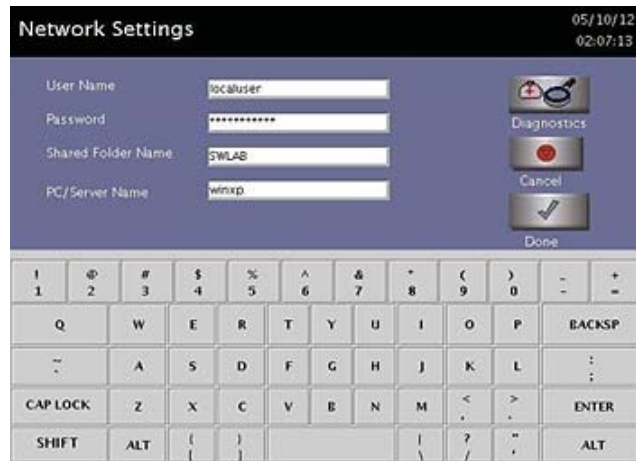 Network Settings
05/10/12
02:07:13
User Name
localuser
Password
***********
Shared Folder Name
SWLAB
PC/Server Name
winxp
Diagnostics
Cancel
Done
! @ # $ % ^ & * ( ) - +
1 2 3 4 5 6 7 8 9 0 - =
Q W E R T Y U I O P BACKSP
~ A S D F G H J K L :
;
CAP LOCK Z X C V B N M < > ENTER
SHIFT ALT { } | ? " ALT
[ ] \ / '